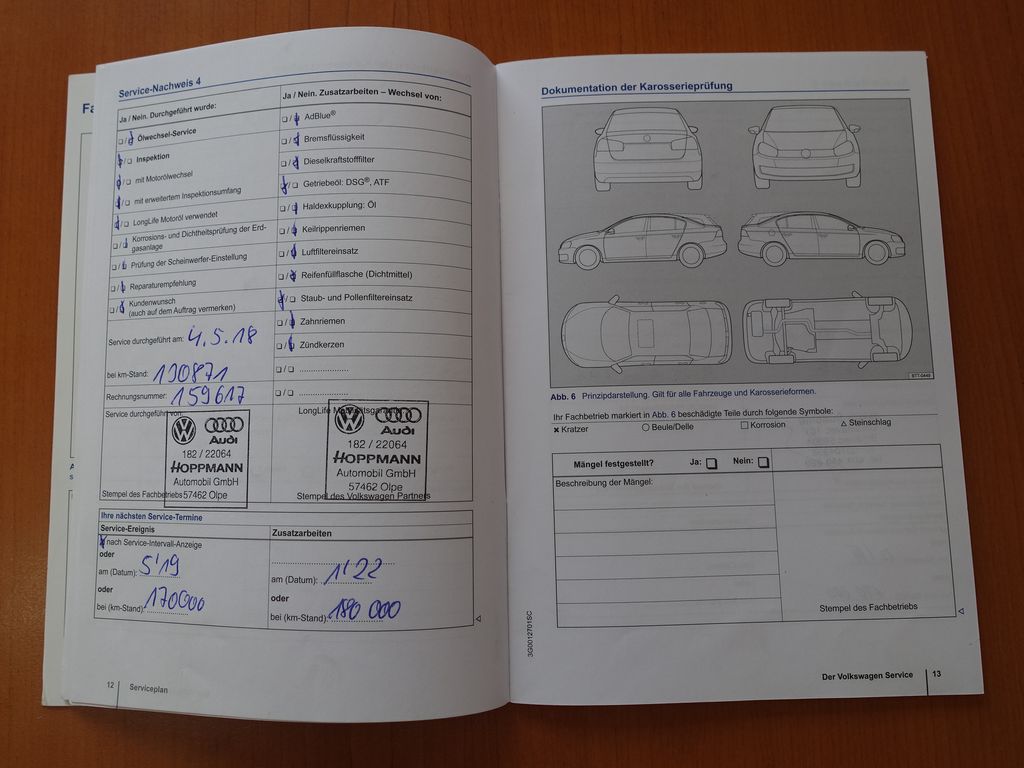 Fa
Service-Nachweis 4
Ja / Nein. Durchgeführt wurde:
❏ / ❏ Ölwechsel-Service
❏ / ❏ Inspektion
❏ / ❏ mit Motorölwechsel
❏ / ❏ mit erweitertem Inspektionsumfang
❏ / ❏ LongLife Motoröl verwendet
❏ / ❏ Korrosions- und Dichtheitsprüfung der Erd-
gasanlage
❏ / ❏ Prüfung der Scheinwerfer-Einstellung
❏ / ❏ Reparaturempfehlung
❏ / ❏ Kundenwunsch
(auch auf dem Auftrag vermerken)
Service durchgeführt am: 4.5.18
bei km-Stand: 130871
Rechnungsnummer: 159617
Service durchgeführt von:
Audi
182 / 22064
HOPPMANN
Automobil GmbH
57462 Olpe
Stempel des Fachbetriebs
Ja / Nein. Zusatzarbeiten – Wechsel von:
❏ / ❏ AdBlue®
❏ / ❏ Bremsflüssigkeit
❏ / ❏ Dieselkraftstofffilter
❏ / ❏ Getriebeöl: DSG®, ATF
❏ / ❏ Haldexkupplung: Öl
❏ / ❏ Keilrippenriemen
❏ / ❏ Luftfiltereinsatz
❏ / ❏ Reifenfüllflasche (Dichtmittel)
❏ / ❏ Staub- und Pollenfiltereinsatz
❏ / ❏ Zahnriemen
❏ / ❏ Zündkerzen
❏ / ❏ ......................
❏ / ❏ ......................
LongLife
Audi
182 / 22064
HOPPMANN
Automobil GmbH
57462 Olpe
Stempel des Volkswagen Partners
Ihre nächsten Service-Termine
Service-Ereignis
❏ nach Service-Intervall-Anzeige
oder
am (Datum): 5'19
oder
bei (km-Stand): 170000
Zusatzarbeiten
am (Datum): 1'22
oder
bei (km-Stand): 180 000
12 Serviceplan
Dokumentation der Karosserieprüfung
BTT-0449
Abb. 6 Prinzipdarstellung. Gilt für alle Fahrzeuge und Karosserieformen.
Ihr Fachbetrieb markiert in Abb. 6 beschädigte Teile durch folgende Symbole:
✖ Kratzer ○ Beule/Delle □ Korrosion △ Steinschlag
Mängel festgestellt? Ja: ❏ Nein: ❏
Beschreibung der Mängel:
Stempel des Fachbetriebs
3G0012701SC
Der Volkswagen Service 13